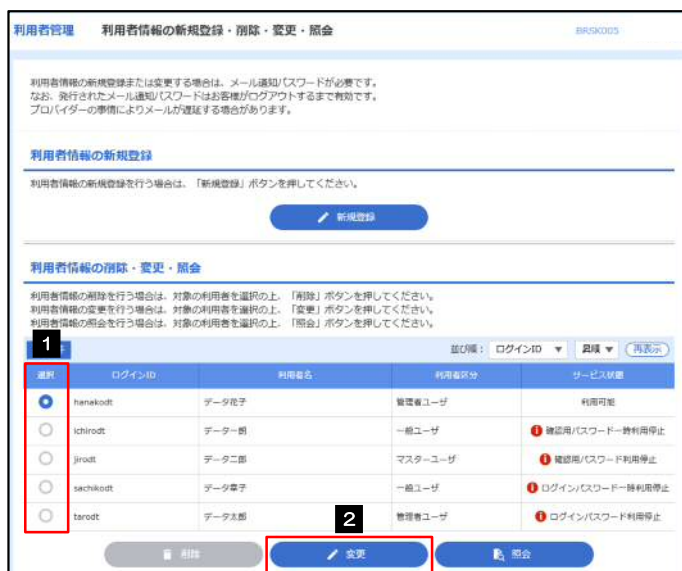 利用者管理 利用者情報の新規登録・削除・変更・照会 BRSK005
利用者情報の新規登録または変更する場合は、メール通知パスワードが必要です。
なお、発行されたメール通知パスワードはお客様がログアウトするまで有効です。
プロバイダーの事情によりメールが遅延する場合があります。
利用者情報の新規登録
利用者情報の新規登録を行う場合は、「新規登録」ボタンを押してください。
新規登録
利用者情報の削除・変更・照会
利用者情報の削除を行う場合は、対象の利用者を選択の上、「削除」ボタンを押してください。
利用者情報の変更を行う場合は、対象の利用者を選択の上、「変更」ボタンを押してください。
利用者情報の照会を行う場合は、対象の利用者を選択の上、「照会」ボタンを押してください。
1
並び順: ログインID 昇順 再表示
選択 ログインID 利用者名 利用者区分 サービス状態
hanakodt データ花子 管理者ユーザ 利用可能
ichirodt データ一朗 一般ユーザ 確認用パスワード一時利用停止
jirodt データ二郎 マスターユーザ 確認用パスワード利用停止
sachikodt データ幸子 一般ユーザ ログインパスワード一時利用停止
tarodt データ太郎 管理者ユーザ ログインパスワード利用停止
2
削除 変更 照会